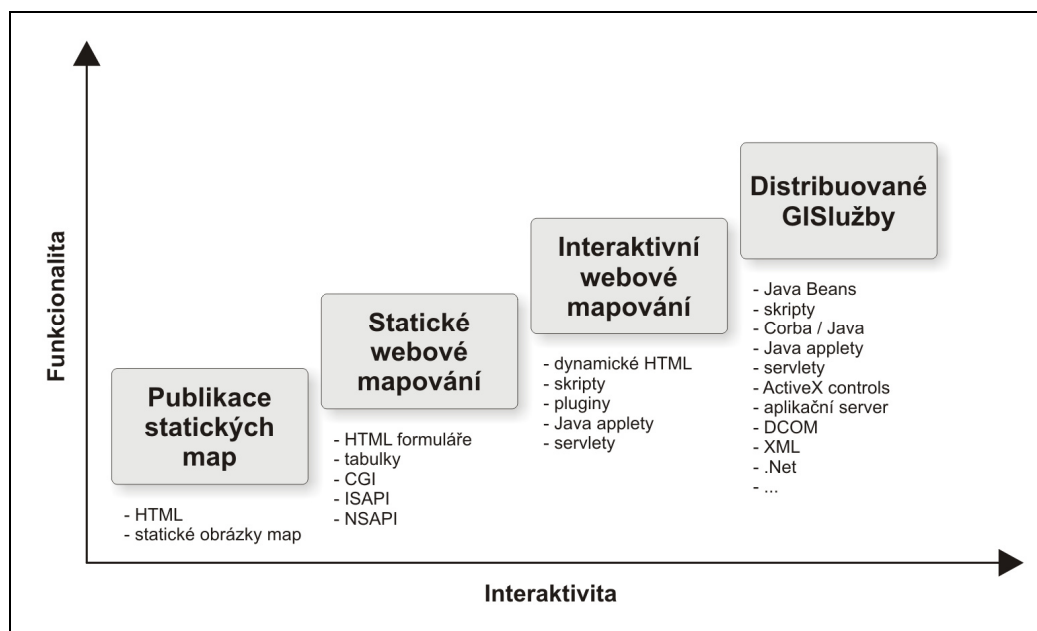 Funkcionalita
Publikace
statických
map
- HTML
- statické obrázky map
Statické
webové
mapování
- HTML formuláře
- tabulky
- CGI
- ISAPI
- NSAPI
Interaktivní
webové
mapování
- dynamické HTML
- skripty
- pluginy
- Java applety
- servlety
Distribuované
GISlužby
- Java Beans
- skripty
- Corba / Java
- Java applety
- servlety
- ActiveX controls
- aplikační server
- DCOM
- XML
- .Net
- ...
Interaktivita